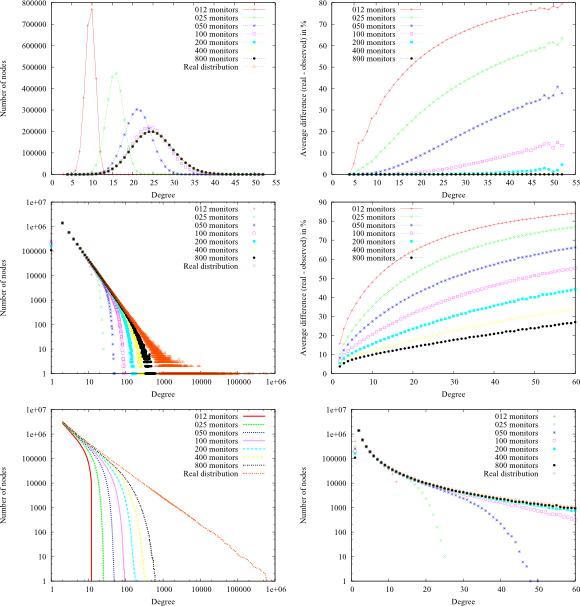 Number of nodes
800000
700000
600000
500000
400000
300000
200000
100000
0
012 monitors
025 monitors
050 monitors
100 monitors
200 monitors
400 monitors
800 monitors
Real distribution
0 5 10 15 20 25 30 35 40 45 50 55
Degree
Average difference (real - observed) in %
80
70
60
50
40
30
20
10
0
012 monitors
025 monitors
050 monitors
100 monitors
200 monitors
400 monitors
800 monitors
0 5 10 15 20 25 30 35 40 45 50 55
Degree
Number of nodes
1e+07
1e+06
100000
10000
1000
100
10
1
012 monitors
025 monitors
050 monitors
100 monitors
200 monitors
400 monitors
800 monitors
Real distribution
1 10 100 1000 10000 100000 1e+06
Degree
Average difference (real - observed) in %
90
80
70
60
50
40
30
20
10
0
012 monitors
025 monitors
050 monitors
100 monitors
200 monitors
400 monitors
800 monitors
0 10 20 30 40 50 60
Degree
Number of nodes
1e+07
1e+06
100000
10000
1000
100
10
1
012 monitors
025 monitors
050 monitors
100 monitors
200 monitors
400 monitors
800 monitors
Real distribution
1 10 100 1000 10000 100000 1e+06
Degree
Number of nodes
1e+07
1e+06
100000
10000
1000
100
10
1
012 monitors
025 monitors
050 monitors
100 monitors
200 monitors
400 monitors
800 monitors
Real distribution
0 10 20 30 40 50 60
Degree